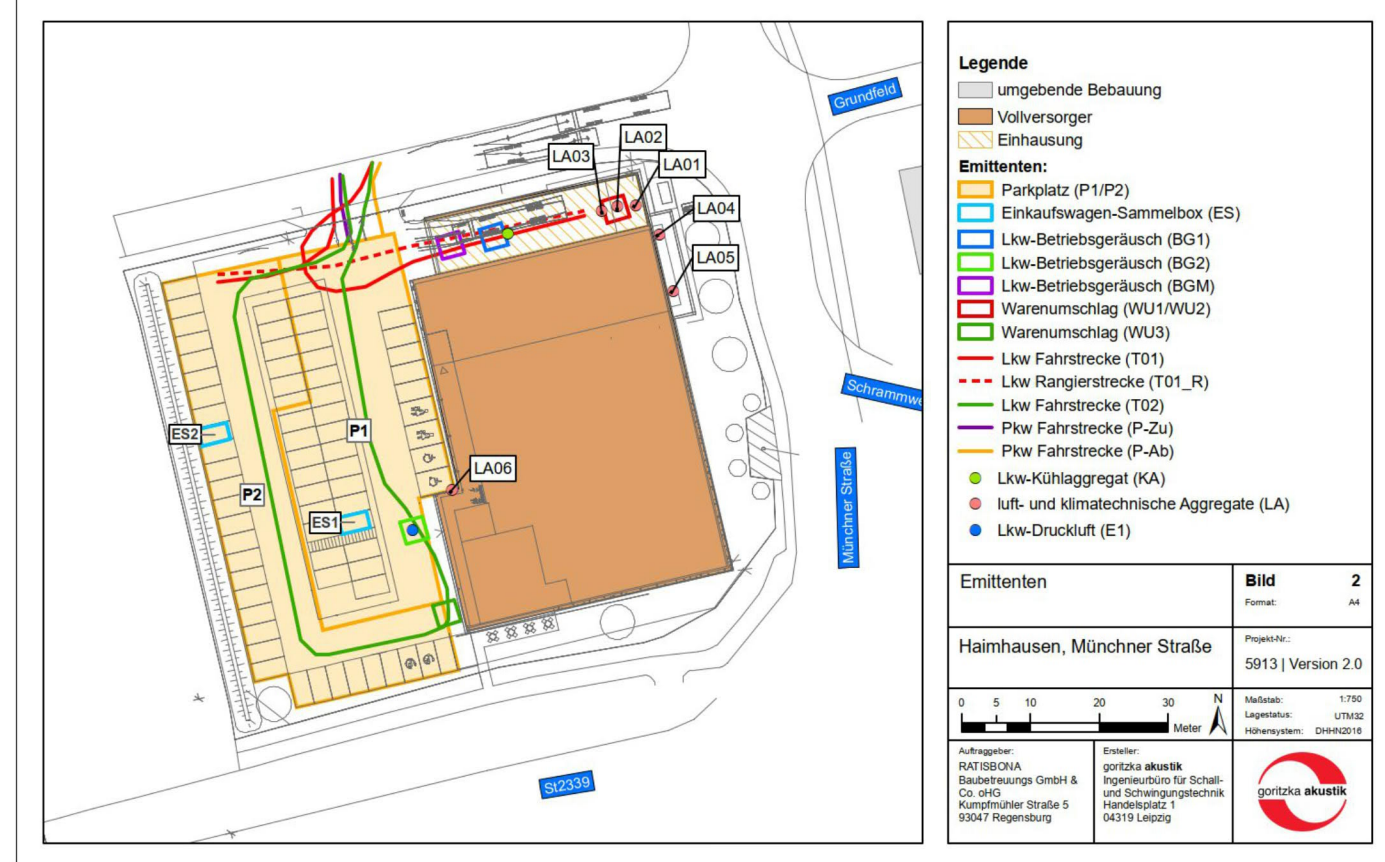 Grundfeld
LA02
LA03
LA01
LA04
LA05
Schrammwe
ES2
P1
Münchner Straße
LA06
P2
ES1
St2339
Legende
umgebende Bebauung
Vollversorger
Einhausung
Emittenten:
Parkplatz (P1/P2)
Einkaufswagen-Sammelbox (ES)
Lkw-Betriebsgeräusch (BG1)
Lkw-Betriebsgeräusch (BG2)
Lkw-Betriebsgeräusch (BGM)
Warenumschlag (WU1/WU2)
Warenumschlag (WU3)
Lkw Fahrstrecke (T01)
Lkw Rangierstrecke (T01_R)
Lkw Fahrstrecke (T02)
Pkw Fahrstrecke (P-Zu)
Pkw Fahrstrecke (P-Ab)
Lkw-Kühlaggregat (KA)
luft- und klimatechnische Aggregate (LA)
Lkw-Druckluft (E1)
Emittenten
Bild 2
Format: A4
Haimhausen, Münchner Straße
Projekt-Nr.:
5913 | Version 2.0
0 5 10 20 30 N
Meter
Maßstab: 1:750
Lagestatus: UTM32
Höhensystem: DHHN2016
Auftraggeber:
RATISBONA
Baubetreuungs GmbH &
Co. oHG
Kumpfmühler Straße 5
93047 Regensburg
Ersteller:
goritzka akustik
Ingenieurbüro für Schall-
und Schwingungstechnik
Handelsplatz 1
04319 Leipzig
goritzka akustik